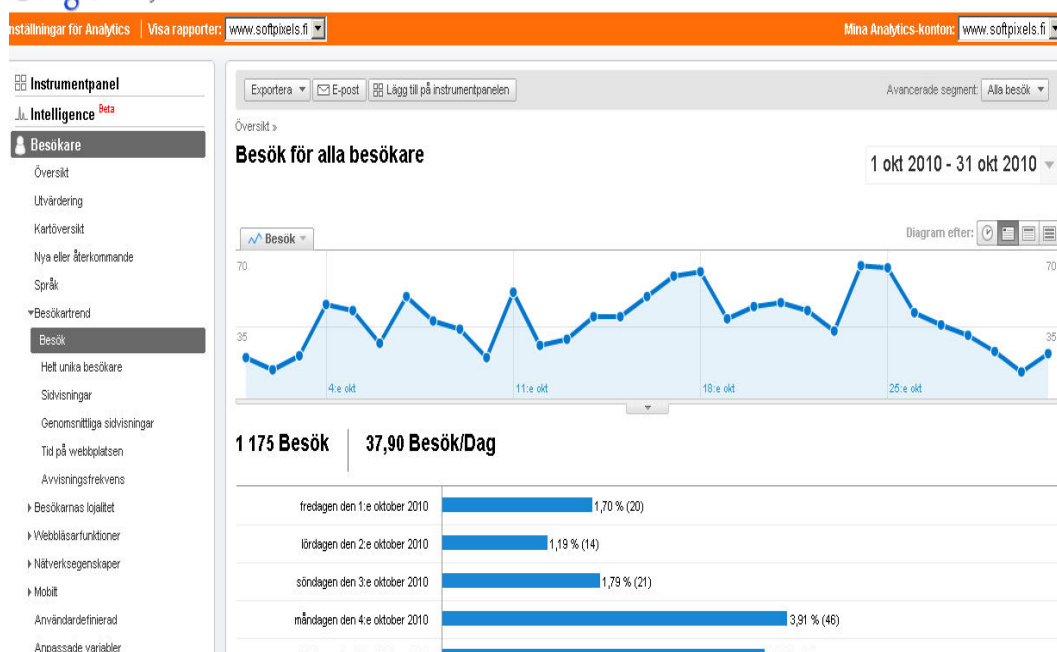 nställningar för Analytics | Visa rapporter: www.softpixels.fi
Mina Analytics-konton: www.softpixels.fi
Instrumentpanel
Intelligence Beta
Besökare
Översikt
Utvärdering
Kartöversikt
Nya eller återkommande
Språk
Besökartrend
Besök
Helt unika besökare
Sidvisningar
Genomsnittliga sidvisningar
Tid på webbplatsen
Avvisningsfrekvens
Besökarnas lojalitet
Webbläsarfunktioner
Nätverksegenskaper
Mobilt
Användardefinierad
Anpassade variabler
Exportera E-post Lägg till på instrumentpanelen
Avancerade segment: Alla besök
Översikt »
Besök för alla besökare
1 okt 2010 - 31 okt 2010
Besök
Diagram efter:
70 70
35 35
4:e okt 11:e okt 18:e okt 25:e okt
1 175 Besök 37,90 Besök/Dag
fredagen den 1:e oktober 2010 1,70 % (20)
lördagen den 2:e oktober 2010 1,19 % (14)
söndagen den 3:e oktober 2010 1,79 % (21)
måndagen den 4:e oktober 2010 3,91 % (46)